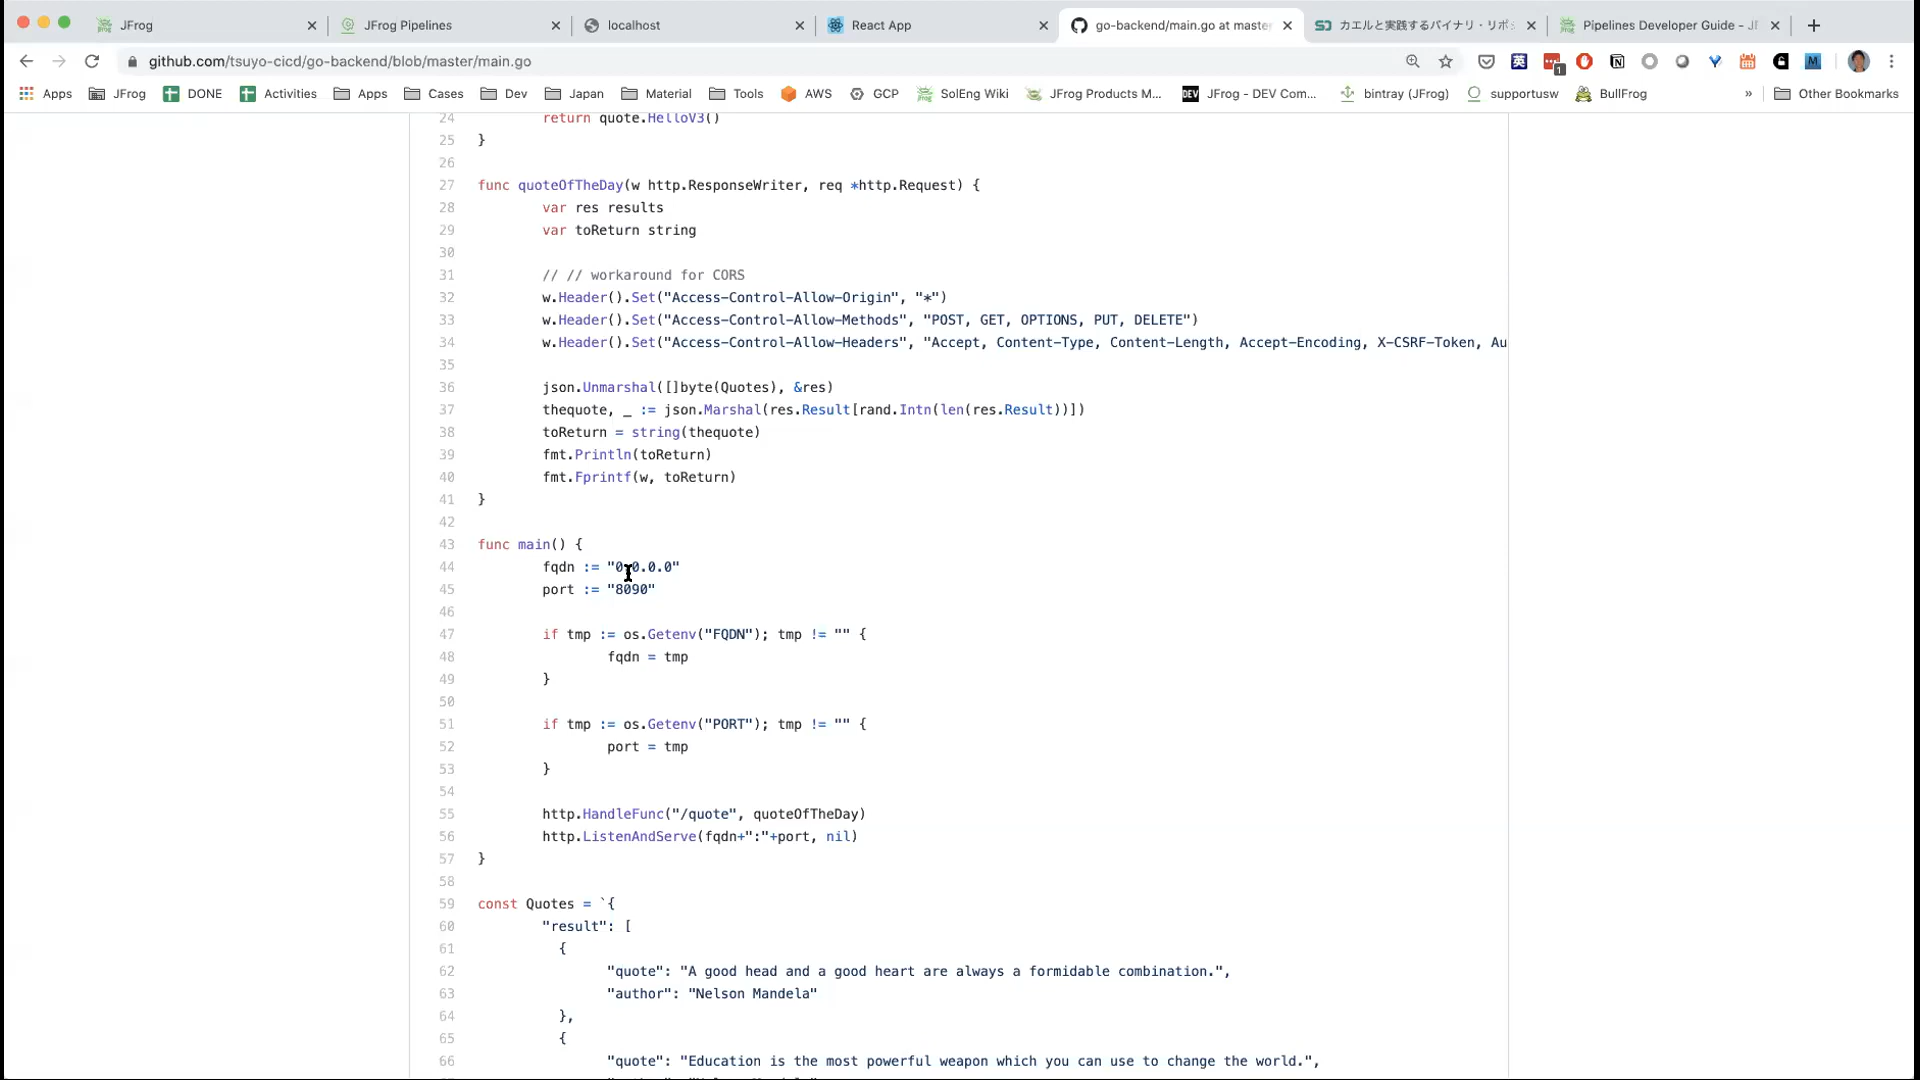 JFrog
JFrog Pipelines
localhost
React App
go-backend/main.go at master
カエルと実践するバイナリ・リポ
Pipelines Developer Guide - JF
github.com/tsuyo-cicd/go-backend/blob/master/main.go
英
1
Apps
JFrog
DONE
Activities
Apps
Cases
Dev
Japan
Material
Tools
AWS
GCP
SolEng Wiki
JFrog Products M...
DEV
JFrog - DEV Com...
bintray (JFrog)
supportusw
BullFrog
»
Other Bookmarks
24 return quote.HelloV3()
25 }
26
27 func quoteOfTheDay(w http.ResponseWriter, req *http.Request) {
28 var res results
29 var toReturn string
30
31 // // workaround for CORS
32 w.Header().Set("Access-Control-Allow-Origin", "*")
33 w.Header().Set("Access-Control-Allow-Methods", "POST, GET, OPTIONS, PUT, DELETE")
34 w.Header().Set("Access-Control-Allow-Headers", "Accept, Content-Type, Content-Length, Accept-Encoding, X-CSRF-Token, Au
35
36 json.Unmarshal([]byte(Quotes), &res)
37 thequote, _ := json.Marshal(res.Result[rand.Intn(len(res.Result))])
38 toReturn = string(thequote)
39 fmt.Println(toReturn)
40 fmt.Fprintf(w, toReturn)
41 }
42
43 func main() {
44 fqdn := "0.0.0.0"
45 port := "8090"
46
47 if tmp := os.Getenv("FQDN"); tmp != "" {
48 fqdn = tmp
49 }
50
51 if tmp := os.Getenv("PORT"); tmp != "" {
52 port = tmp
53 }
54
55 http.HandleFunc("/quote", quoteOfTheDay)
56 http.ListenAndServe(fqdn+":"+port, nil)
57 }
58
59 const Quotes = `{
60 "result": [
61 {
62 "quote": "A good head and a good heart are always a formidable combination.",
63 "author": "Nelson Mandela"
64 },
65 {
66 "quote": "Education is the most powerful weapon which you can use to change the world.",